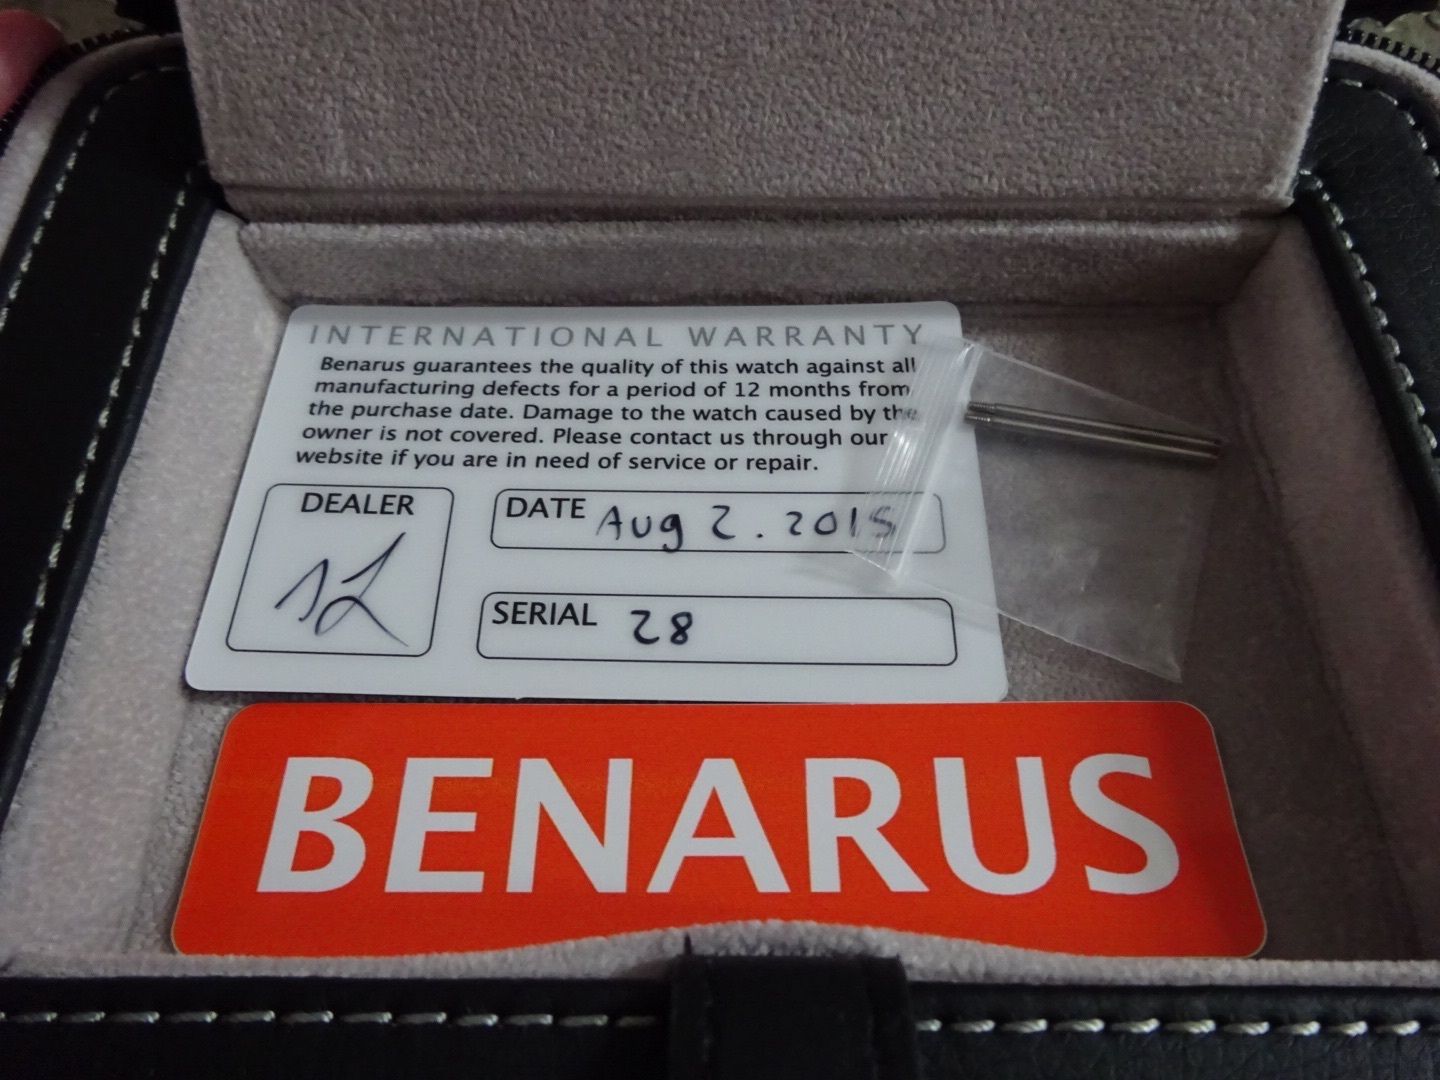 INTERNATIONAL WARRANTY
Benarus guarantees the quality of this watch against all
manufacturing defects for a period of 12 months from
the purchase date. Damage to the watch caused by the
owner is not covered. Please contact us through our
website if you are in need of service or repair.
DEALER
DATE Aug 2. 2015
SERIAL 28
BENARUS